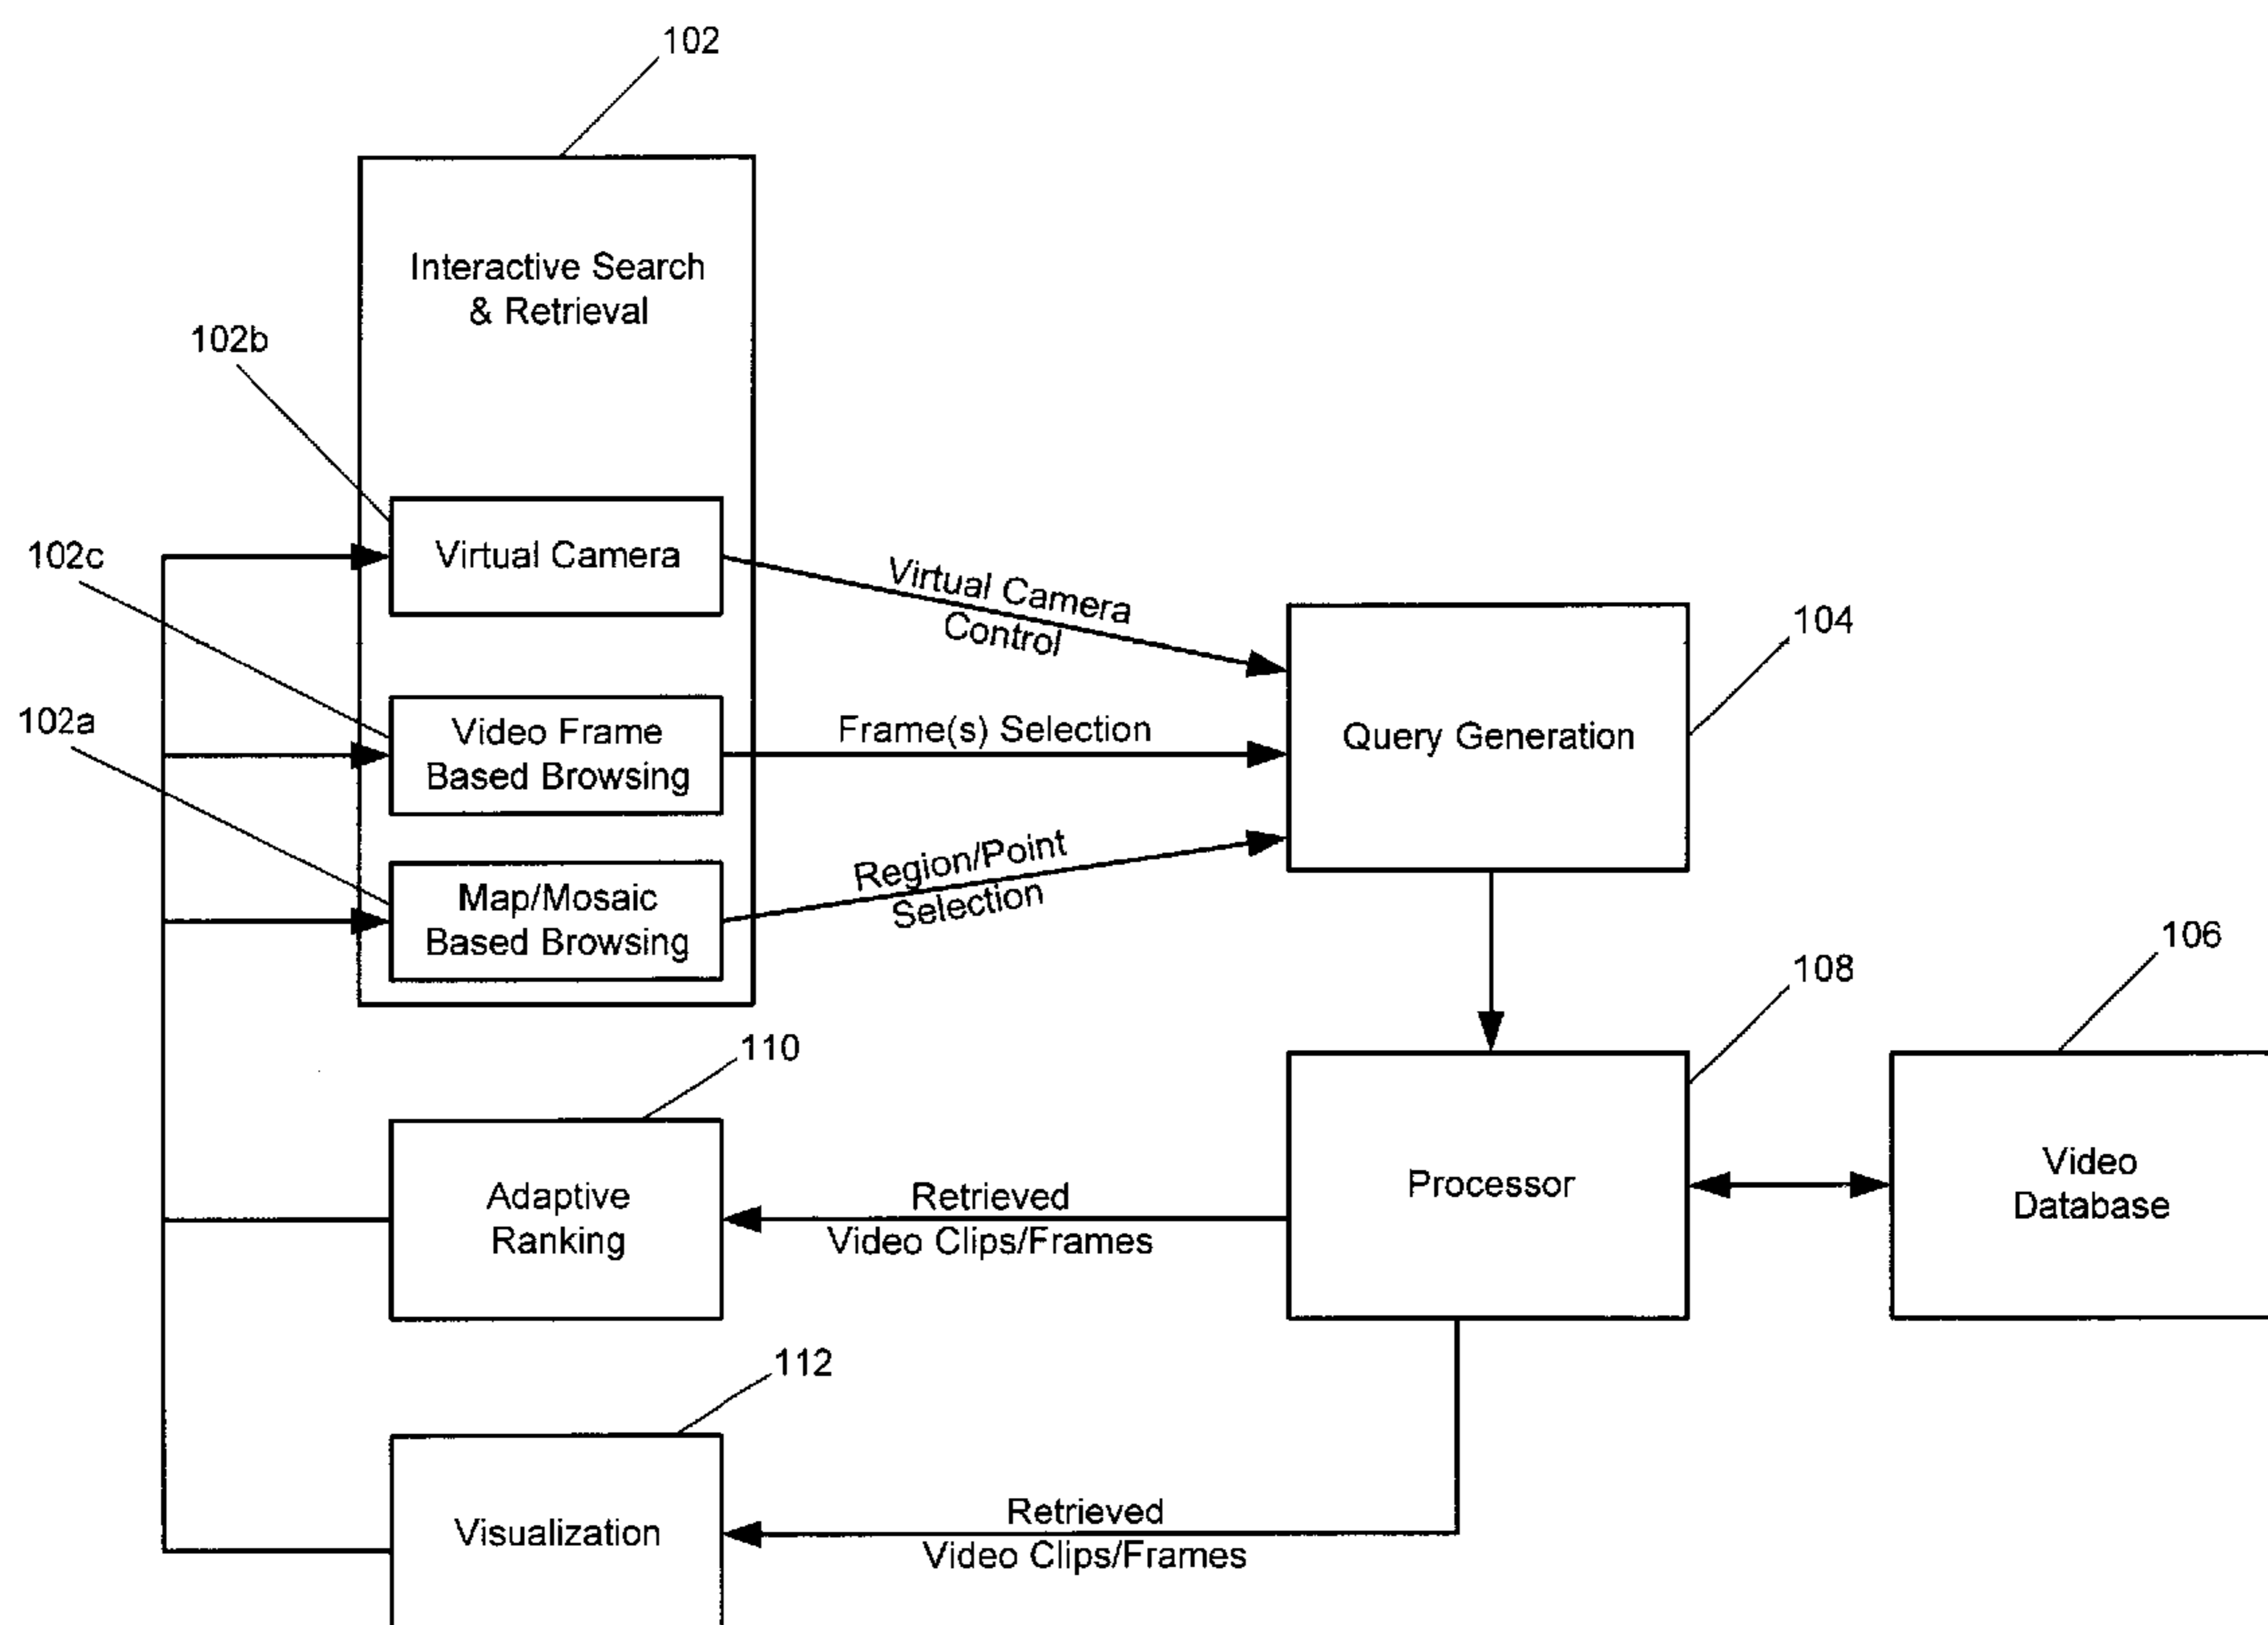 102
Interactive Search
& Retrieval
102b
Virtual Camera
102c
Virtual Camera
Control
104
Video Frame
Based Browsing
Frame(s) Selection
Query Generation
102a
Map/Mosaic
Based Browsing
Region/Point
Selection
106
108
110
Adaptive
Ranking
Retrieved
Video Clips/Frames
Processor
Video
Database
112
Visualization
Retrieved
Video Clips/Frames